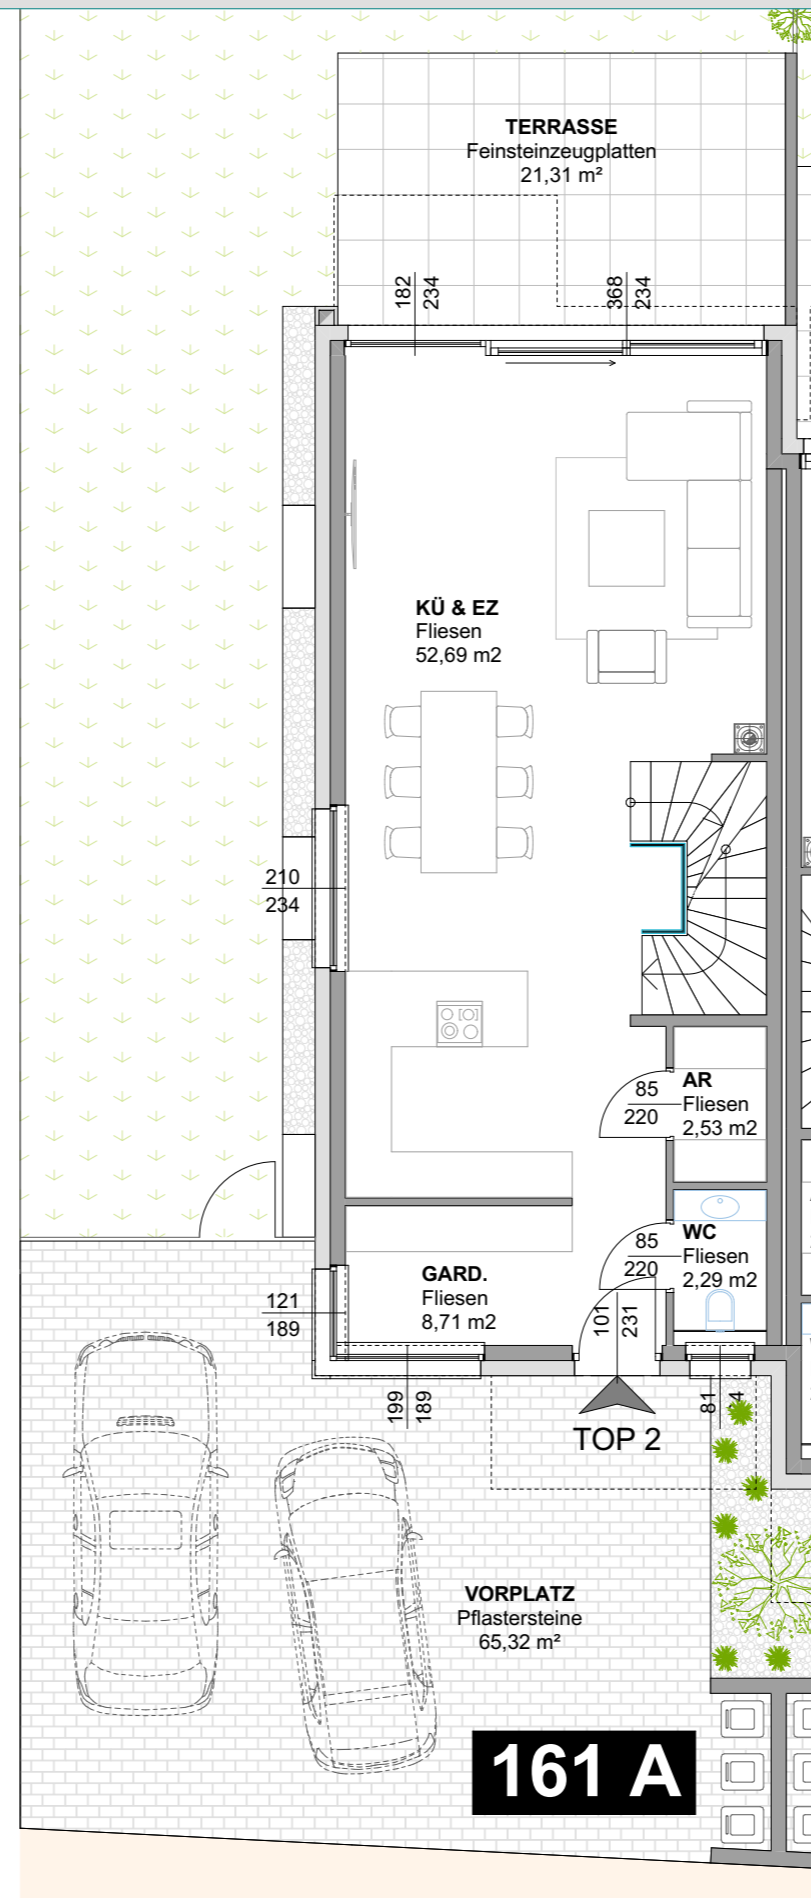 TERRASSE
Feinsteinzeugplatten
21,31 m²
182
234
368
234
KÜ & EZ
Fliesen
52,69 m2
210
234
85
220
AR
Fliesen
2,53 m2
85
220
WC
Fliesen
2,29 m2
GARD.
Fliesen
8,71 m2
121
189
101
231
199
189
81
TOP 2
VORPLATZ
Pflastersteine
65,32 m²
161 A